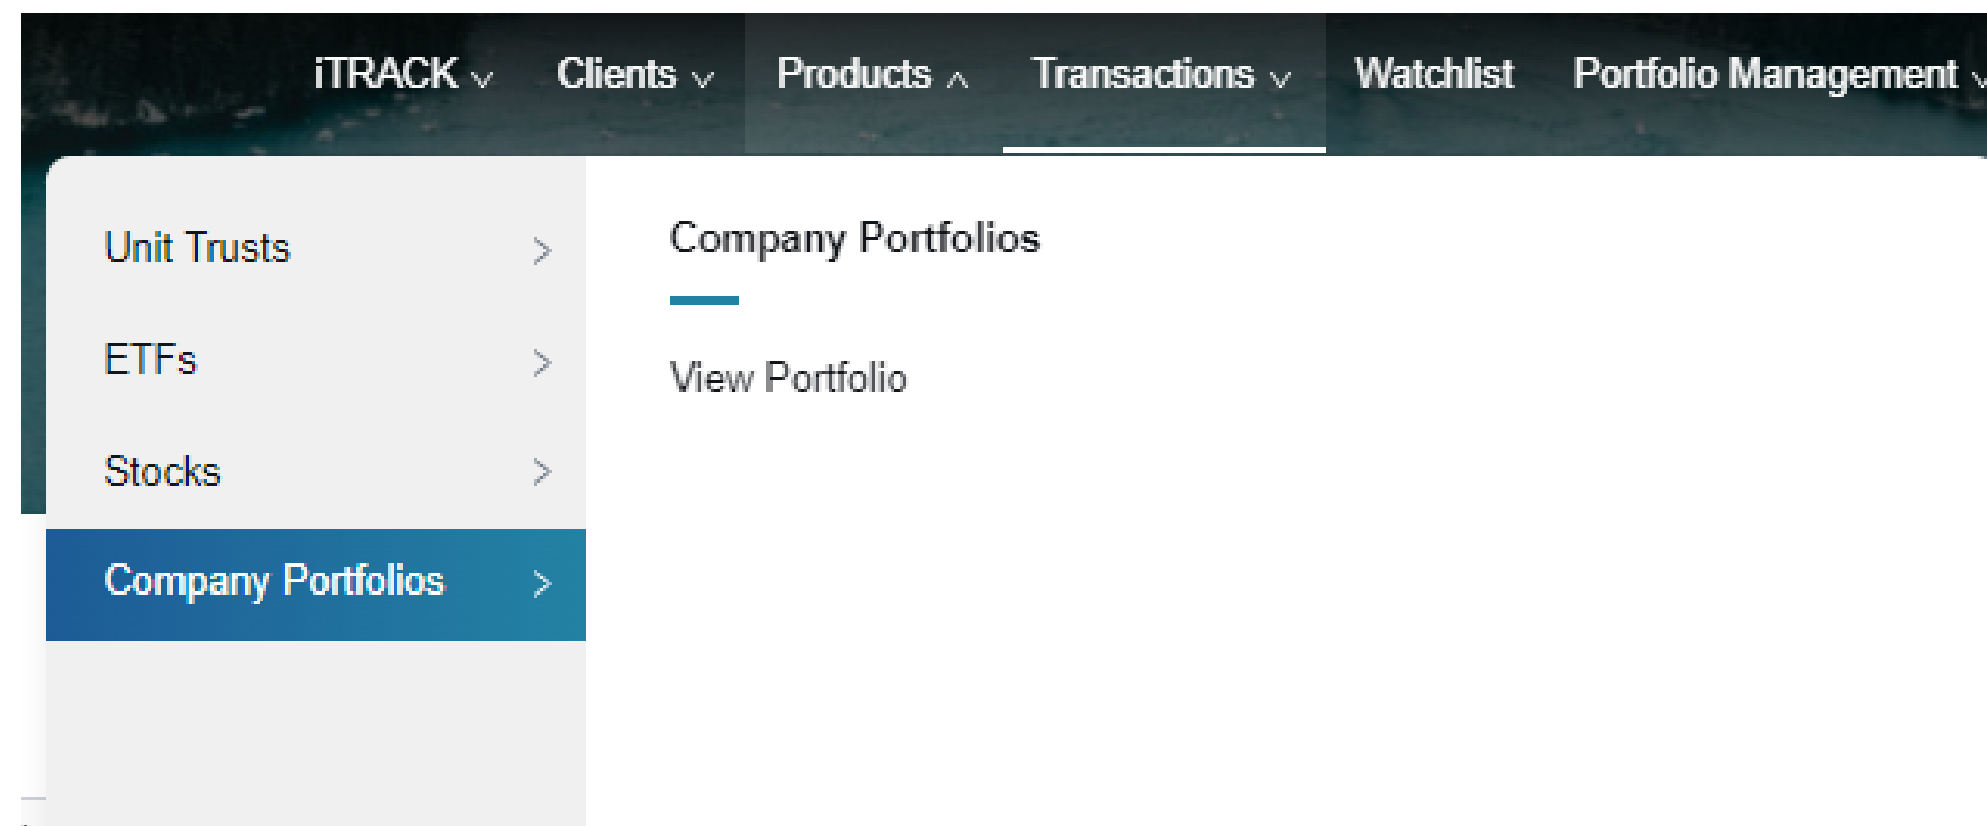 iTRACK Clients Products Transactions Watchlist Portfolio Management
Unit Trusts
ETFs
Stocks
Company Portfolios
Company Portfolios
View Portfolio